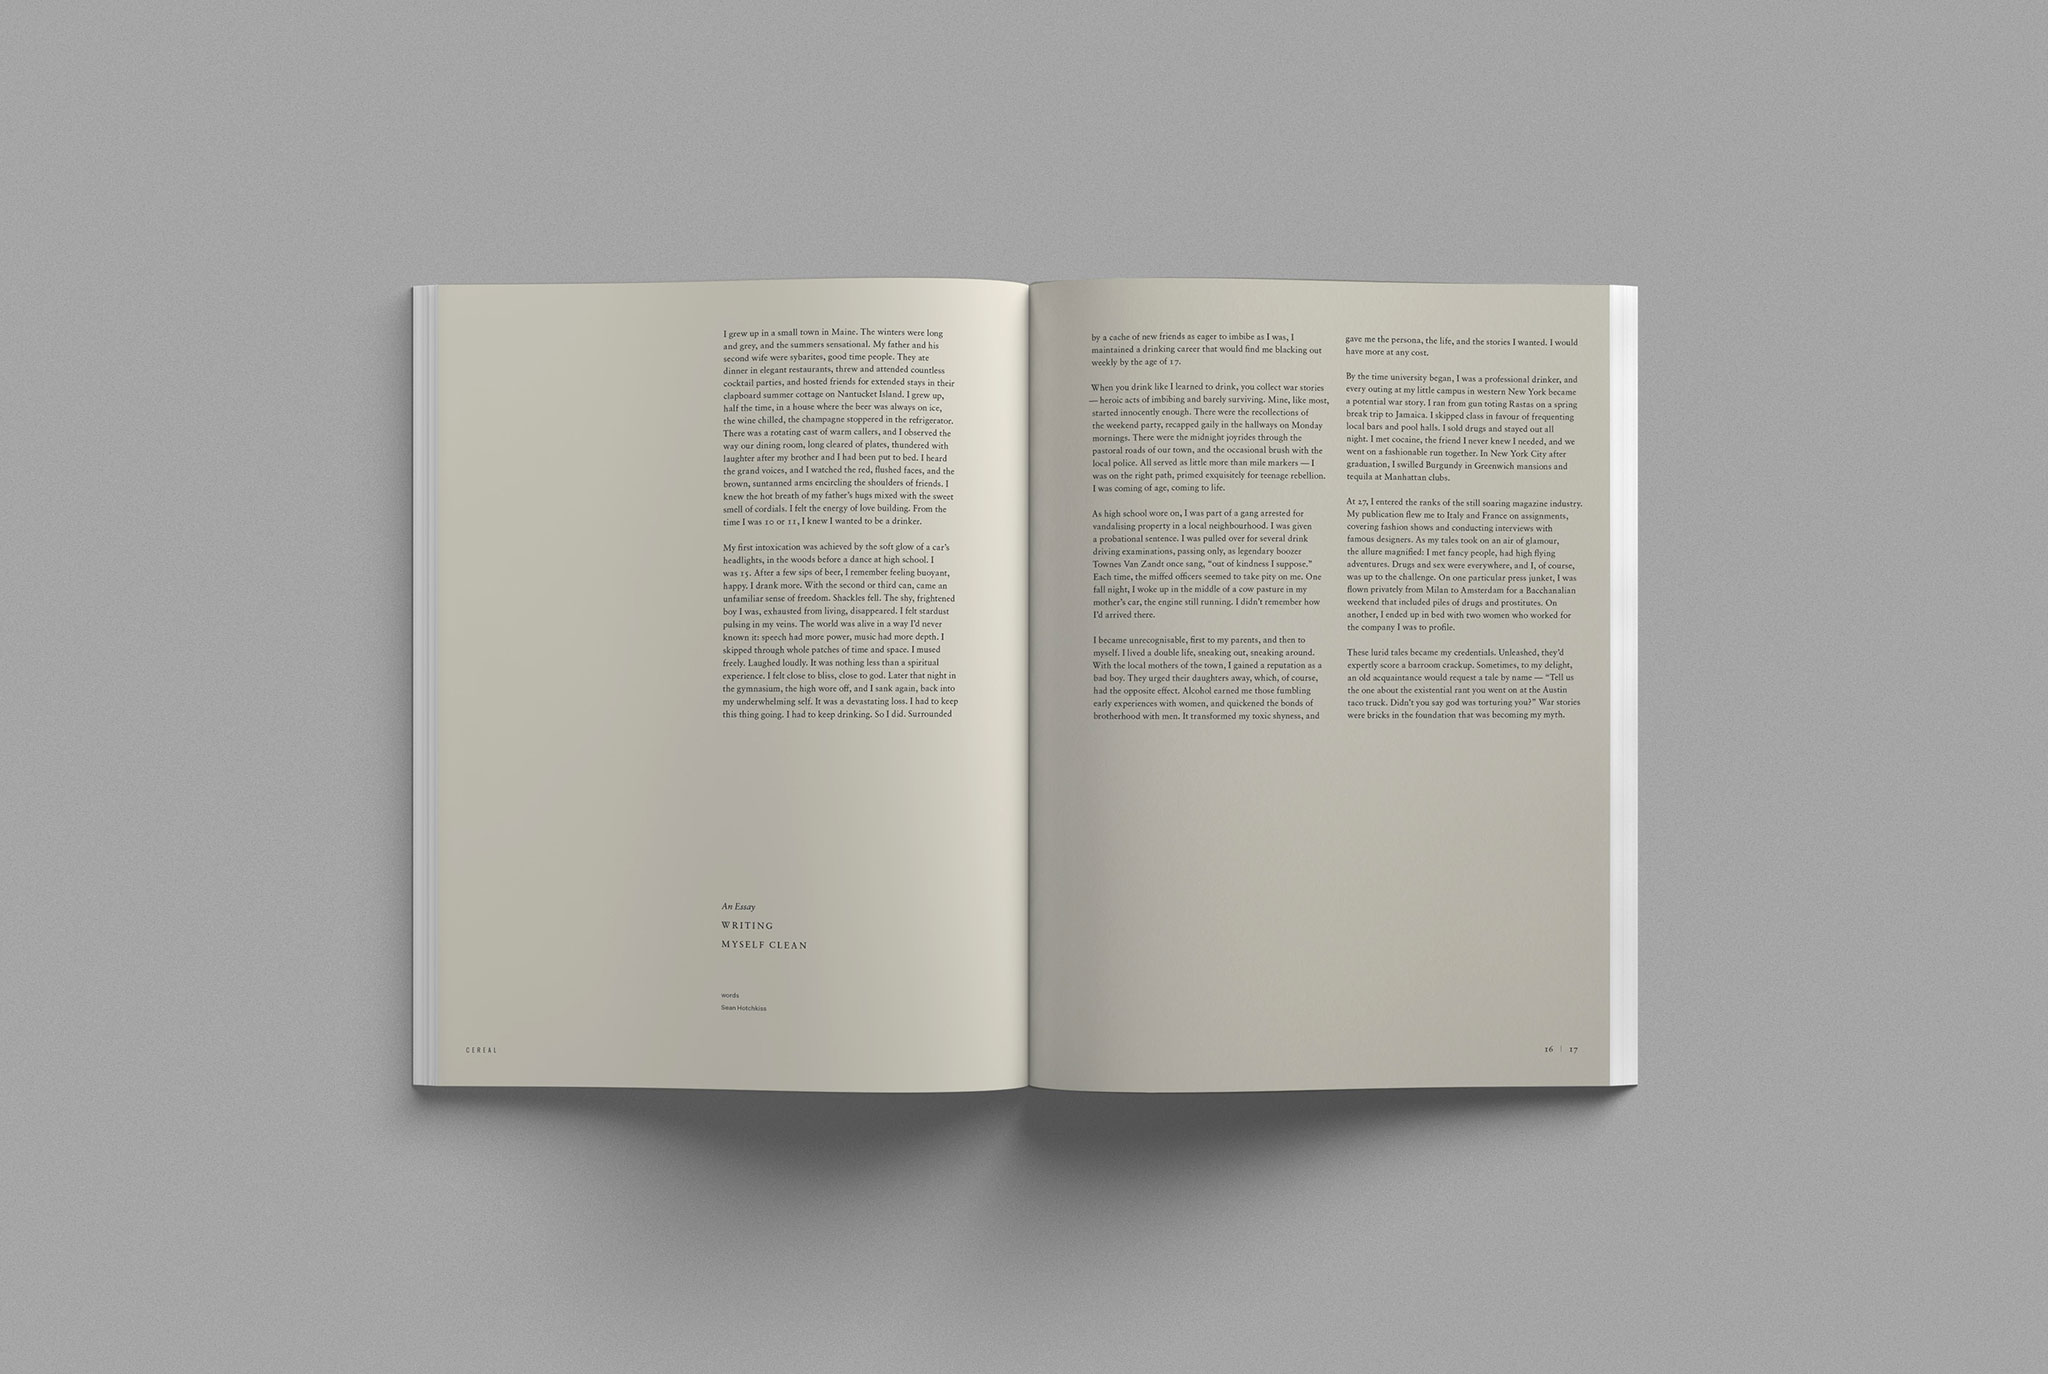 I grew up in a small town in Maine. The winters were long
and grey, and the summers sensational. My father and his
second wife were sybarites, good time people. They ate
dinner in elegant restaurants, threw and attended countless
cocktail parties, and hosted friends for extended stays in their
clapboard summer cottage on Nantucket Island. I grew up,
half the time, in a house where the beer was always on ice,
the wine chilled, the champagne stoppered in the refrigerator.
There was a rotating cast of warm callers, and I observed the
way our dining room, long cleared of plates, thundered with
laughter after my brother and I had been put to bed. I heard
the grand voices, and I watched the red, flushed faces, and the
brown, suntanned arms encircling the shoulders of friends. I
knew the hot breath of my father's hugs mixed with the sweet
smell of cordials. I felt the energy of love building. From the
time I was 10 or 11, I knew I wanted to be a drinker.
My first intoxication was achieved by the soft glow of a car's
headlights, in the woods before a dance at high school. I
was 15. After a few sips of beer, I remember feeling buoyant,
happy. I drank more. With the second or third can, came an
unfamiliar sense of freedom. Shackles fell. The shy, frightened
boy I was, exhausted from living, disappeared. I felt stardust
pulsing in my veins. The world was alive in a way I'd never
known it: speech had more power, music had more depth. I
skipped through whole patches of time and space. I mused
freely. Laughed loudly. It was nothing less than a spiritual
experience. I felt close to bliss, close to god. Later that night in
the gymnasium, the high wore off, and I sank again, back into
my underwhelming self. It was a devastating loss. I had to keep
this thing going. I had to keep drinking. So I did. Surrounded
An Essay
WRITING
MYSELF CLEAN
words
Sean Hotchkiss
CEREAL
by a cache of new friends as eager to imbibe as I was, I
maintained a drinking career that would find me blacking out
weekly by the age of 17.
When you drink like I learned to drink, you collect war stories
— heroic acts of imbibing and barely surviving. Mine, like most,
started innocently enough. There were the recollections of
the weekend party, recapped gaily in the hallways on Monday
mornings. There were the midnight joyrides through the
pastoral roads of our town, and the occasional brush with the
local police. All served as little more than mile markers — I
was on the right path, primed exquisitely for teenage rebellion.
I was coming of age, coming to life.
As high school wore on, I was part of a gang arrested for
vandalising property in a local neighbourhood. I was given
a probational sentence. I was pulled over for several drink
driving examinations, passing only, as legendary boozer
Townes Van Zandt once sang, “out of kindness I suppose.”
Each time, the miffed officers seemed to take pity on me. One
fall night, I woke up in the middle of a cow pasture in my
mother's car, the engine still running. I didn't remember how
I'd arrived there.
I became unrecognisable, first to my parents, and then to
myself. I lived a double life, sneaking out, sneaking around.
With the local mothers of the town, I gained a reputation as a
bad boy. They urged their daughters away, which, of course,
had the opposite effect. Alcohol earned me those fumbling
early experiences with women, and quickened the bonds of
brotherhood with men. It transformed my toxic shyness, and
gave me the persona, the life, and the stories I wanted. I would
have more at any cost.
By the time university began, I was a professional drinker, and
every outing at my little campus in western New York became
a potential war story. I ran from gun toting Rastas on a spring
break trip to Jamaica. I skipped class in favour of frequenting
local bars and pool halls. I sold drugs and stayed out all
night. I met cocaine, the friend I never knew I needed, and we
went on a fashionable run together. In New York City after
graduation, I swilled Burgundy in Greenwich mansions and
tequila at Manhattan clubs.
At 27, I entered the ranks of the still soaring magazine industry.
My publication flew me to Italy and France on assignments,
covering fashion shows and conducting interviews with
famous designers. As my tales took on an air of glamour,
the allure magnified: I met fancy people, had high flying
adventures. Drugs and sex were everywhere, and I, of course,
was up to the challenge. On one particular press junket, I was
flown privately from Milan to Amsterdam for a Bacchanalian
weekend that included piles of drugs and prostitutes. On
another, I ended up in bed with two women who worked for
the company I was to profile.
These lurid tales became my credentials. Unleashed, they'd
expertly score a barroom crackup. Sometimes, to my delight,
an old acquaintance would request a tale by name — “Tell us
the one about the existential rant you went on at the Austin
taco truck. Didn't you say god was torturing you?” War stories
were bricks in the foundation that was becoming my myth.
16 | 17